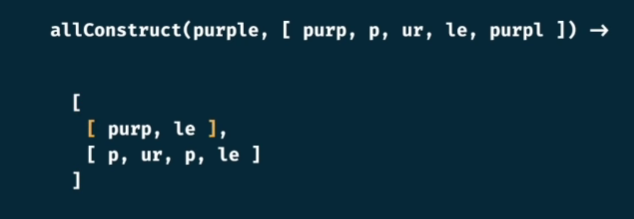 allConstruct(purple, [ purp, p, ur, le, purpl ]) →
[
[ purp, le ],
[ p, ur, p, le ]
]